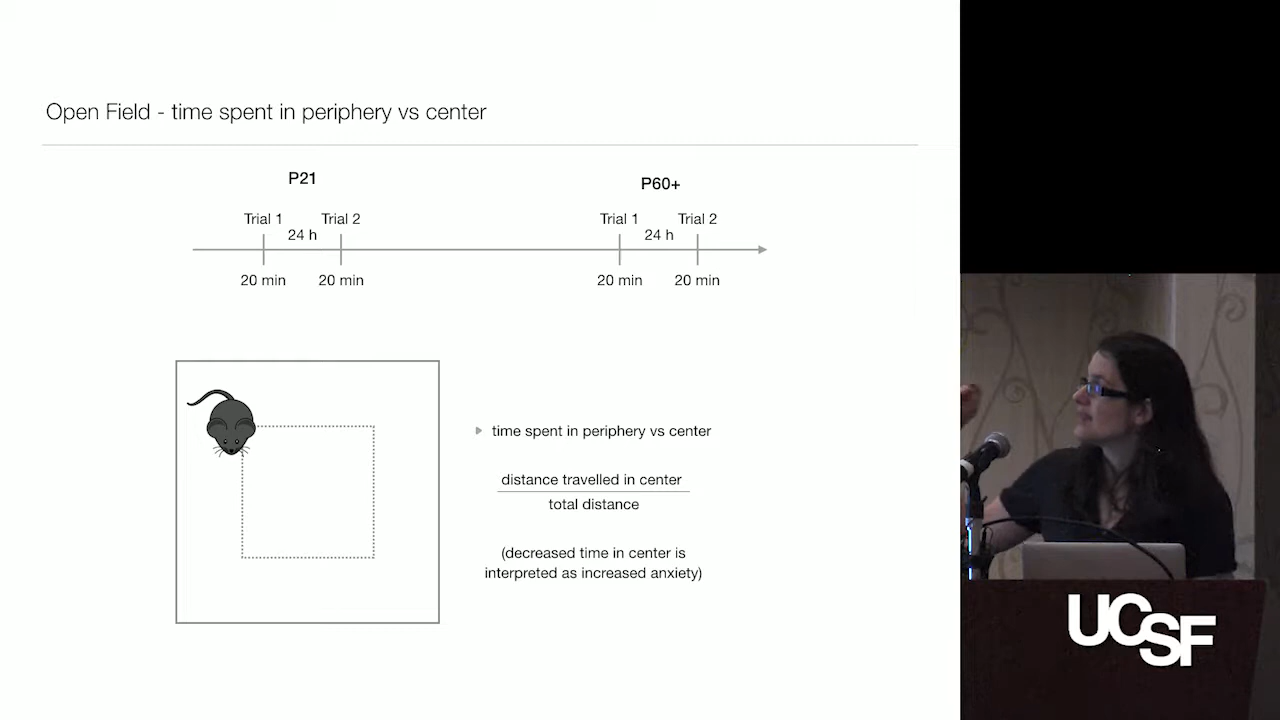 Open Field - time spent in periphery vs center
P21
P60+
Trial 1
Trial 2
Trial 1
Trial 2
24 h
24 h
20 min
20 min
20 min
20 min
time spent in periphery vs center
distance travelled in center
total distance
(decreased time in center is
interpreted as increased anxiety)
UCSF